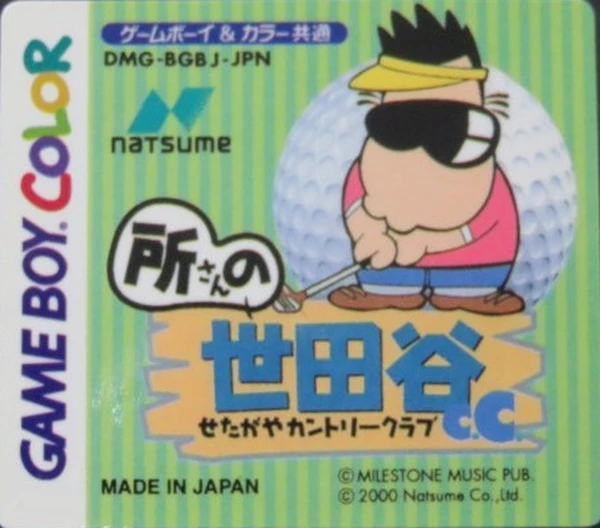 GAME BOY COLOR
ゲームボーイ&カラー共通
DMG-BGBJ-JPN
natsume
所さんの
世田谷C.C.
せたがやカントリークラブ
MADE IN JAPAN
©MILESTONE MUSIC PUB.
©2000 Natsume Co.,Ltd.